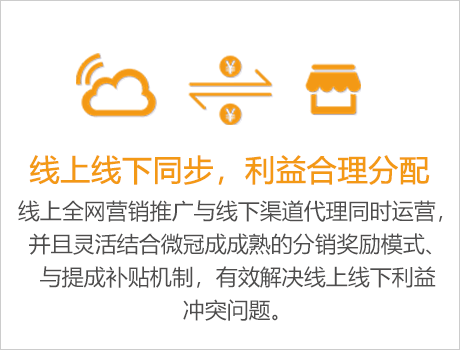 ¥
¥
线上线下同步，利益合理分配
线上全网营销推广与线下渠道代理同时运营，
并且灵活结合微冠成成熟的分销奖励模式、
与提成补贴机制，有效解决线上线下利益
冲突问题。